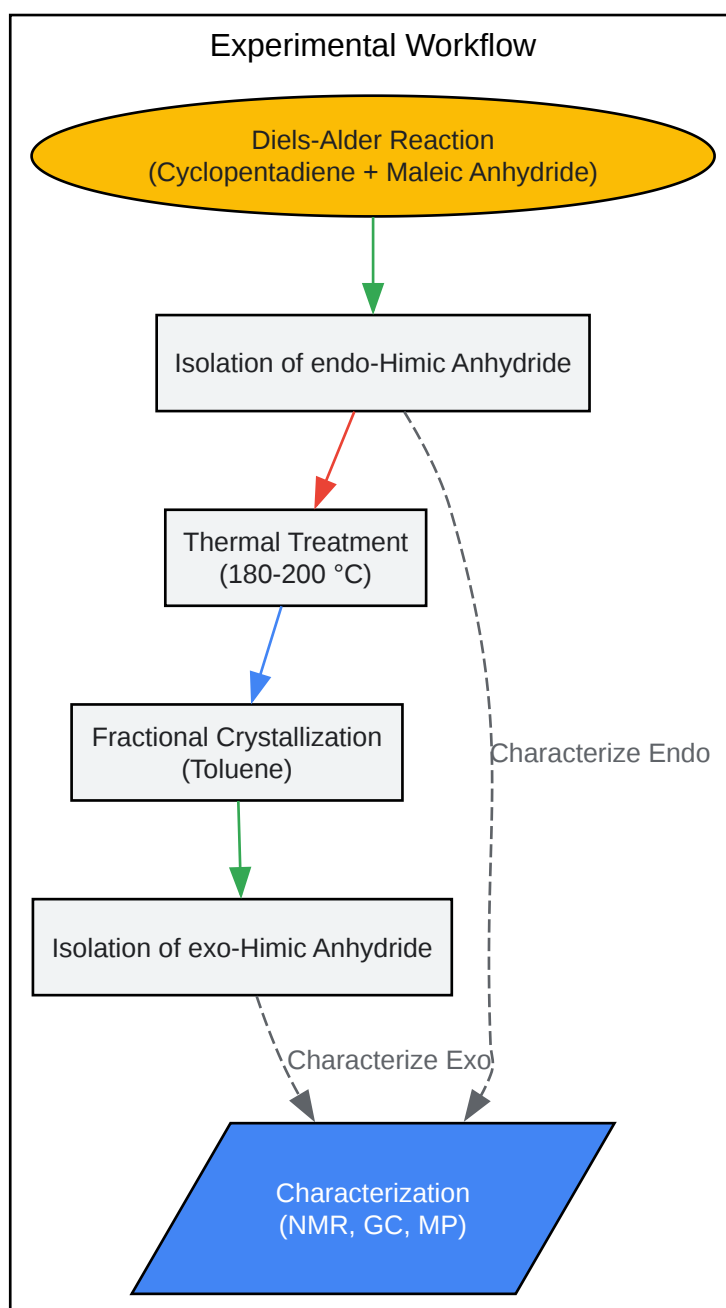 Experimental Workflow
Diels-Alder Reaction
(Cyclopentadiene + Maleic Anhydride)
Isolation of endo-Himic Anhydride
Thermal Treatment
(180-200 °C)
Fractional Crystallization
(Toluene)
Characterize Endo
Isolation of exo-Himic Anhydride
Characterize Exo
Characterization
(NMR, GC, MP)